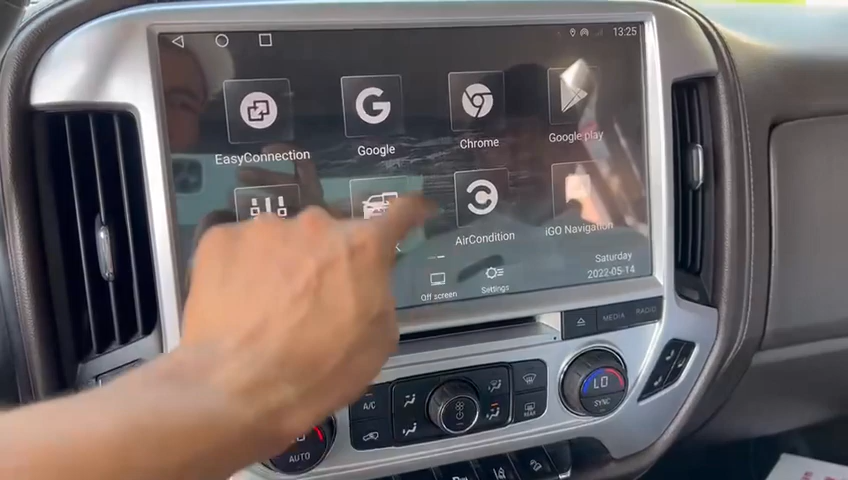 13:25
EasyConnection
Google
Chrome
Google play
AirCondition
iGO Navigation
Off screen
Settings
Saturday
2022-05-14
MEDIA
RADIO
A/C
REAR
LO
SYNC
AUTO